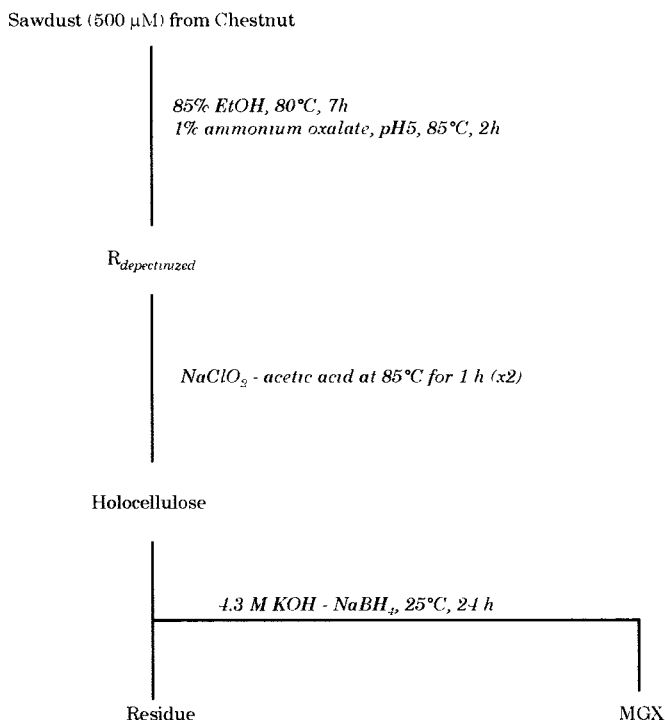 Sawdust (500 μM) from Chestnut
85% EtOH, 80°C, 7h
1% ammonium oxalate, pH5, 85°C, 2h
R depectinized
NaClO2 - acetic acid at 85°C for 1 h (x2)
Holocellulose
4.3 M KOH - NaBH4, 25°C, 24 h
Residue MGX